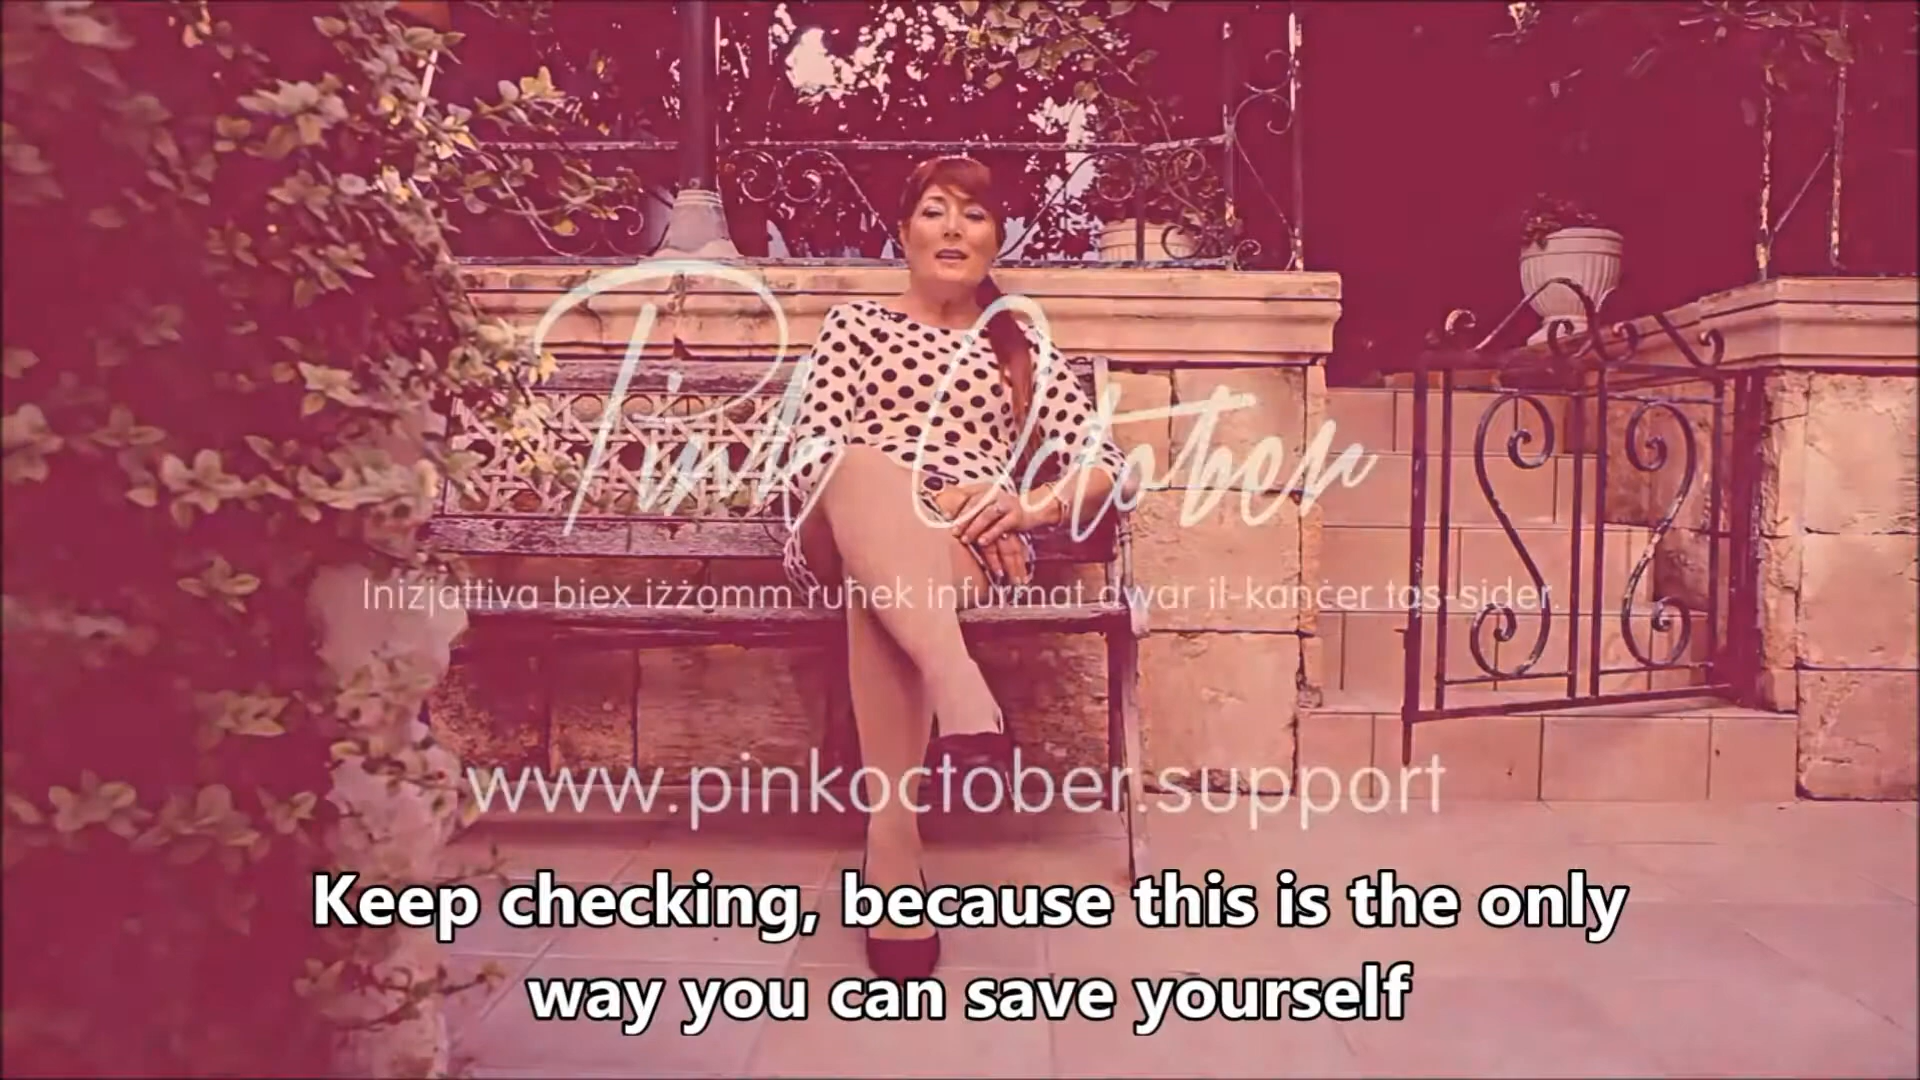 Pink October
Inizjattiva biex iżżomm ruħek infurmat dwar il-kanċer tas-sider.
www.pinkoctober.support
Keep checking, because this is the only
way you can save yourself